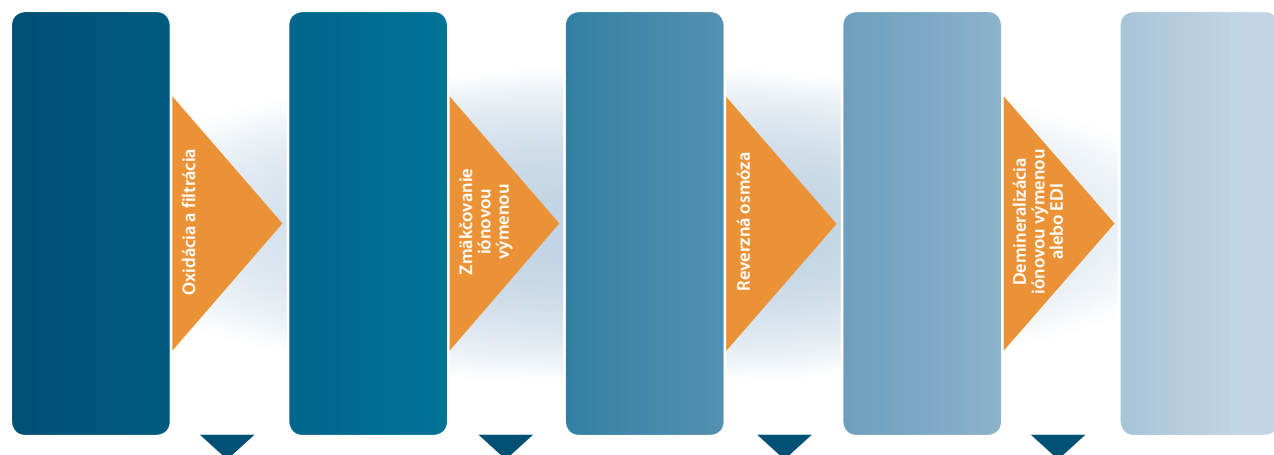 Oxidácia a filtrácia
Zmäkčovanie
iónovou
výmenou
Reverzná osmóza
Demineralizácia
iónovou výmenou
alebo EDI